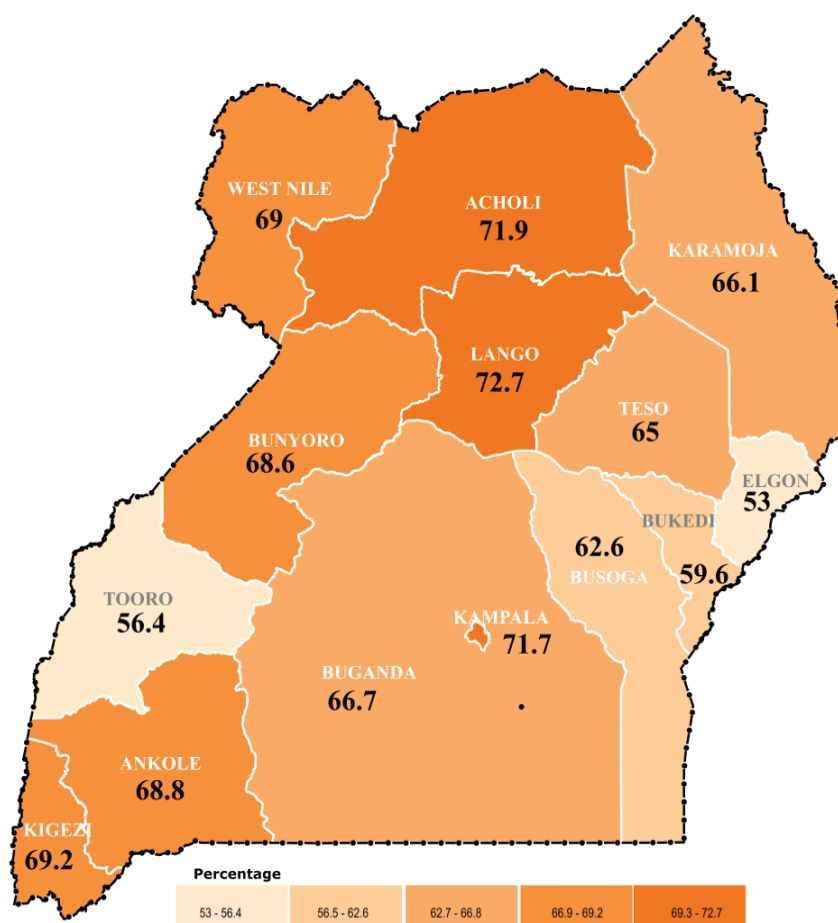 WEST NILE
69
ACHOLI
71.9
KARAMOJA
66.1
LANGO
72.7
TESO
65
BUNYORO
68.6
ELGON
53
BUKEDI
59.6
62.6
BUSOGA
TOORO
56.4
KAMPALA
71.7
BUGANDA
66.7
ANKOLE
68.8
KIGEZI
69.2
Percentage
53 - 56.4 56.5 - 62.6 62.7 - 66.8 66.9 - 69.2 69.3 - 72.7